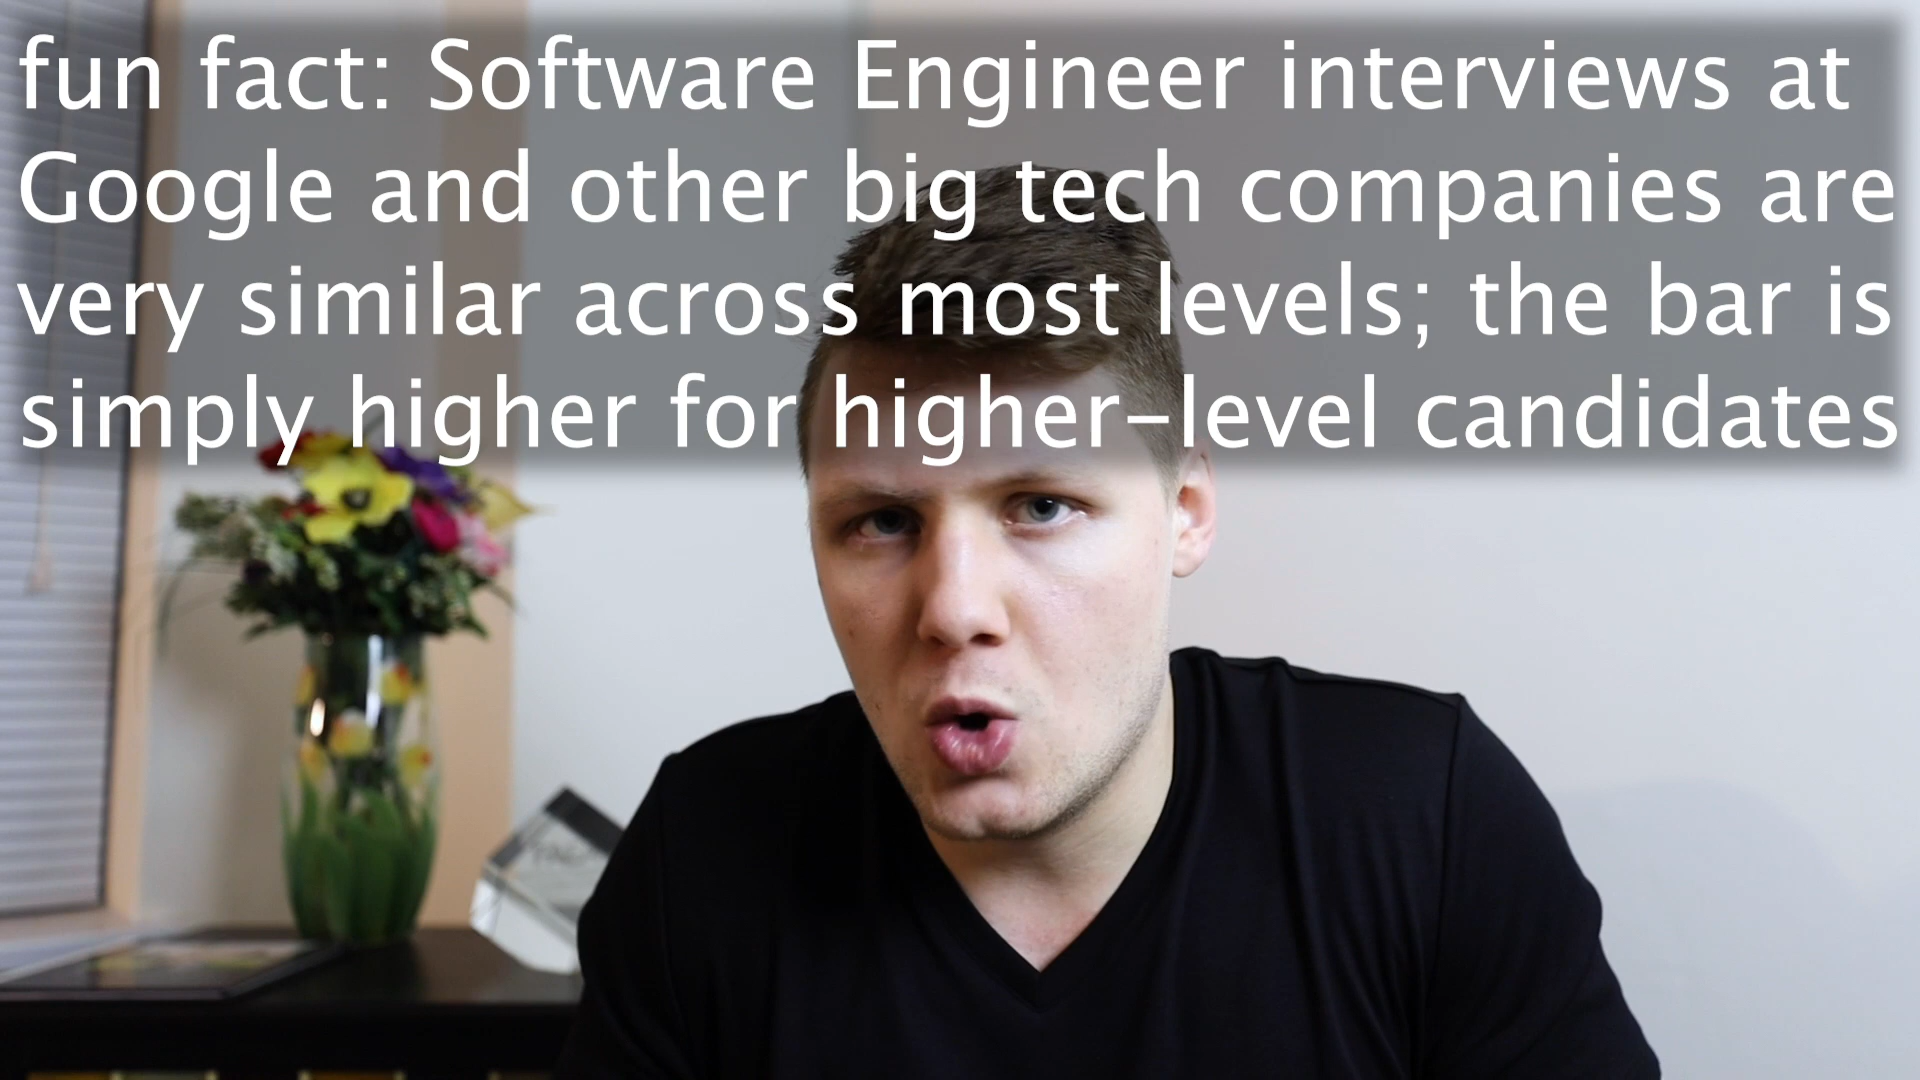 fun fact: Software Engineer interviews at
Google and other big tech companies are
very similar across most levels; the bar is
simply higher for higher-level candidates